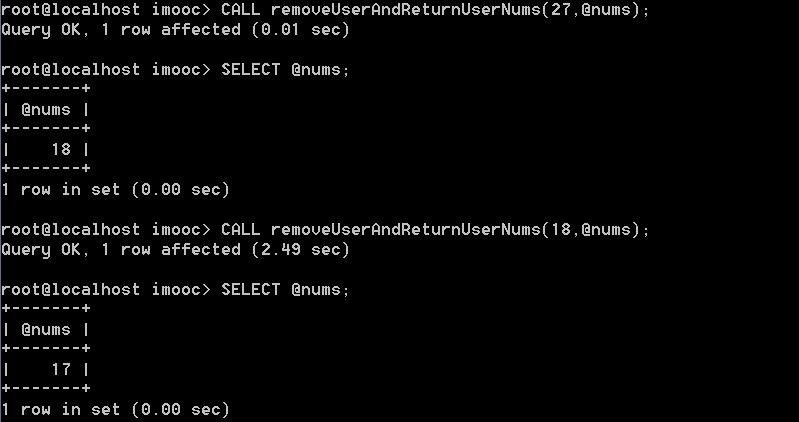 root@localhost imooc> CALL removeUserAndReturnUserNums(27,@nums);
Query OK, 1 row affected (0.01 sec)
root@localhost imooc> SELECT @nums;
+-------+
| @nums |
+-------+
|    18 |
+-------+
1 row in set (0.00 sec)
root@localhost imooc> CALL removeUserAndReturnUserNums(18,@nums);
Query OK, 1 row affected (2.49 sec)
root@localhost imooc> SELECT @nums;
+-------+
| @nums |
+-------+
|    17 |
+-------+
1 row in set (0.00 sec)